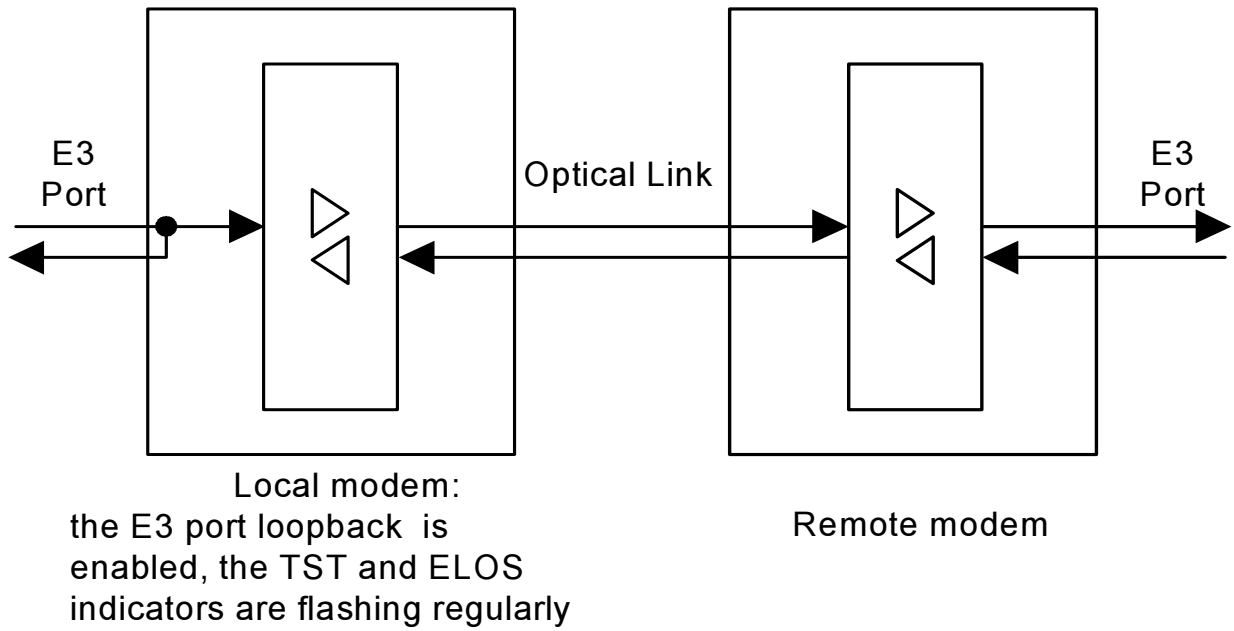 E3
Port
Optical Link
E3
Port
Local modem:
the E3 port loopback is
enabled, the TST and ELOS
indicators are flashing regularly
Remote modem